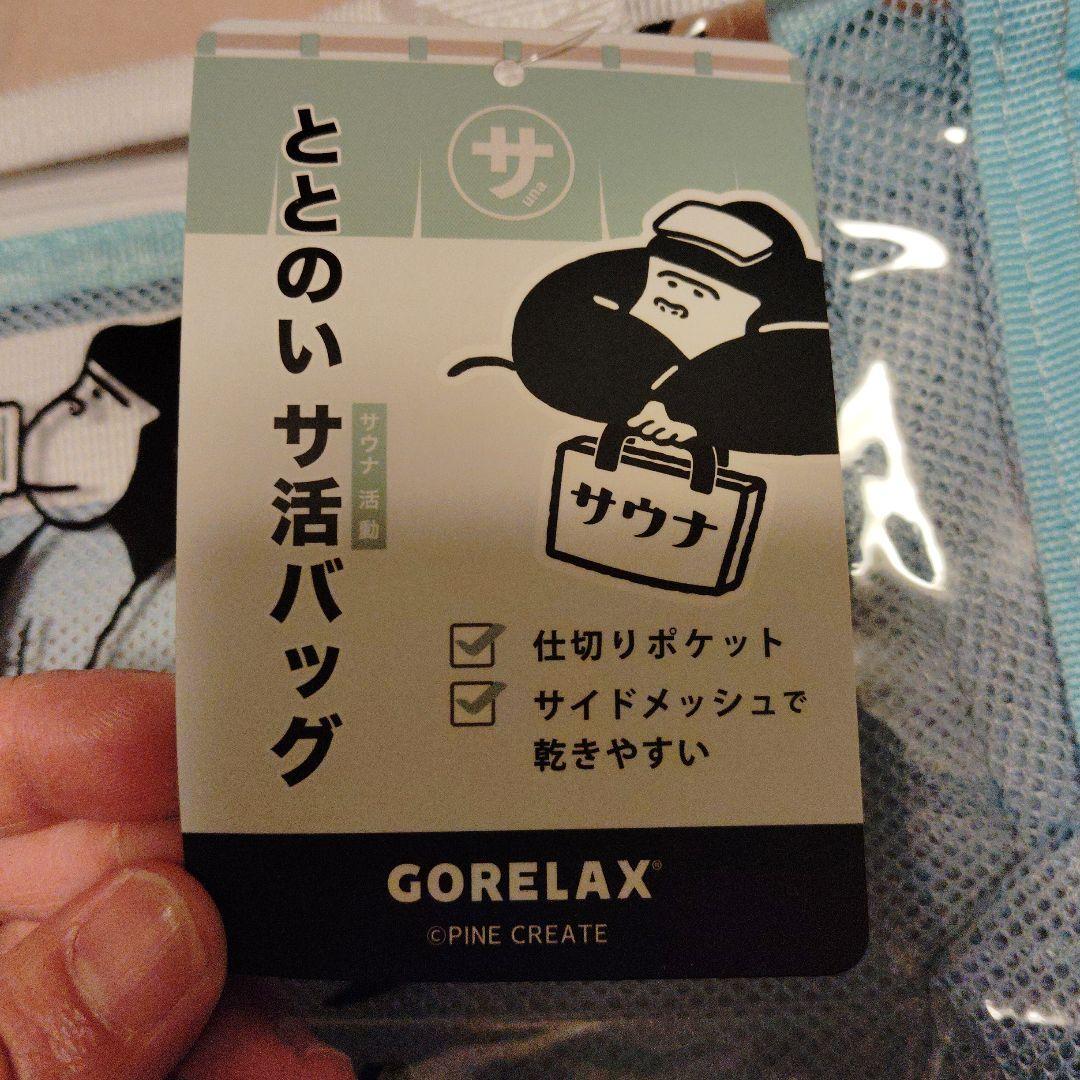 ととのい サ活バッグ
サウナ活動
サ
una
サウナ
仕切りポケット
サイドメッシュで
乾きやすい
GORELAX®
©PINE CREATE